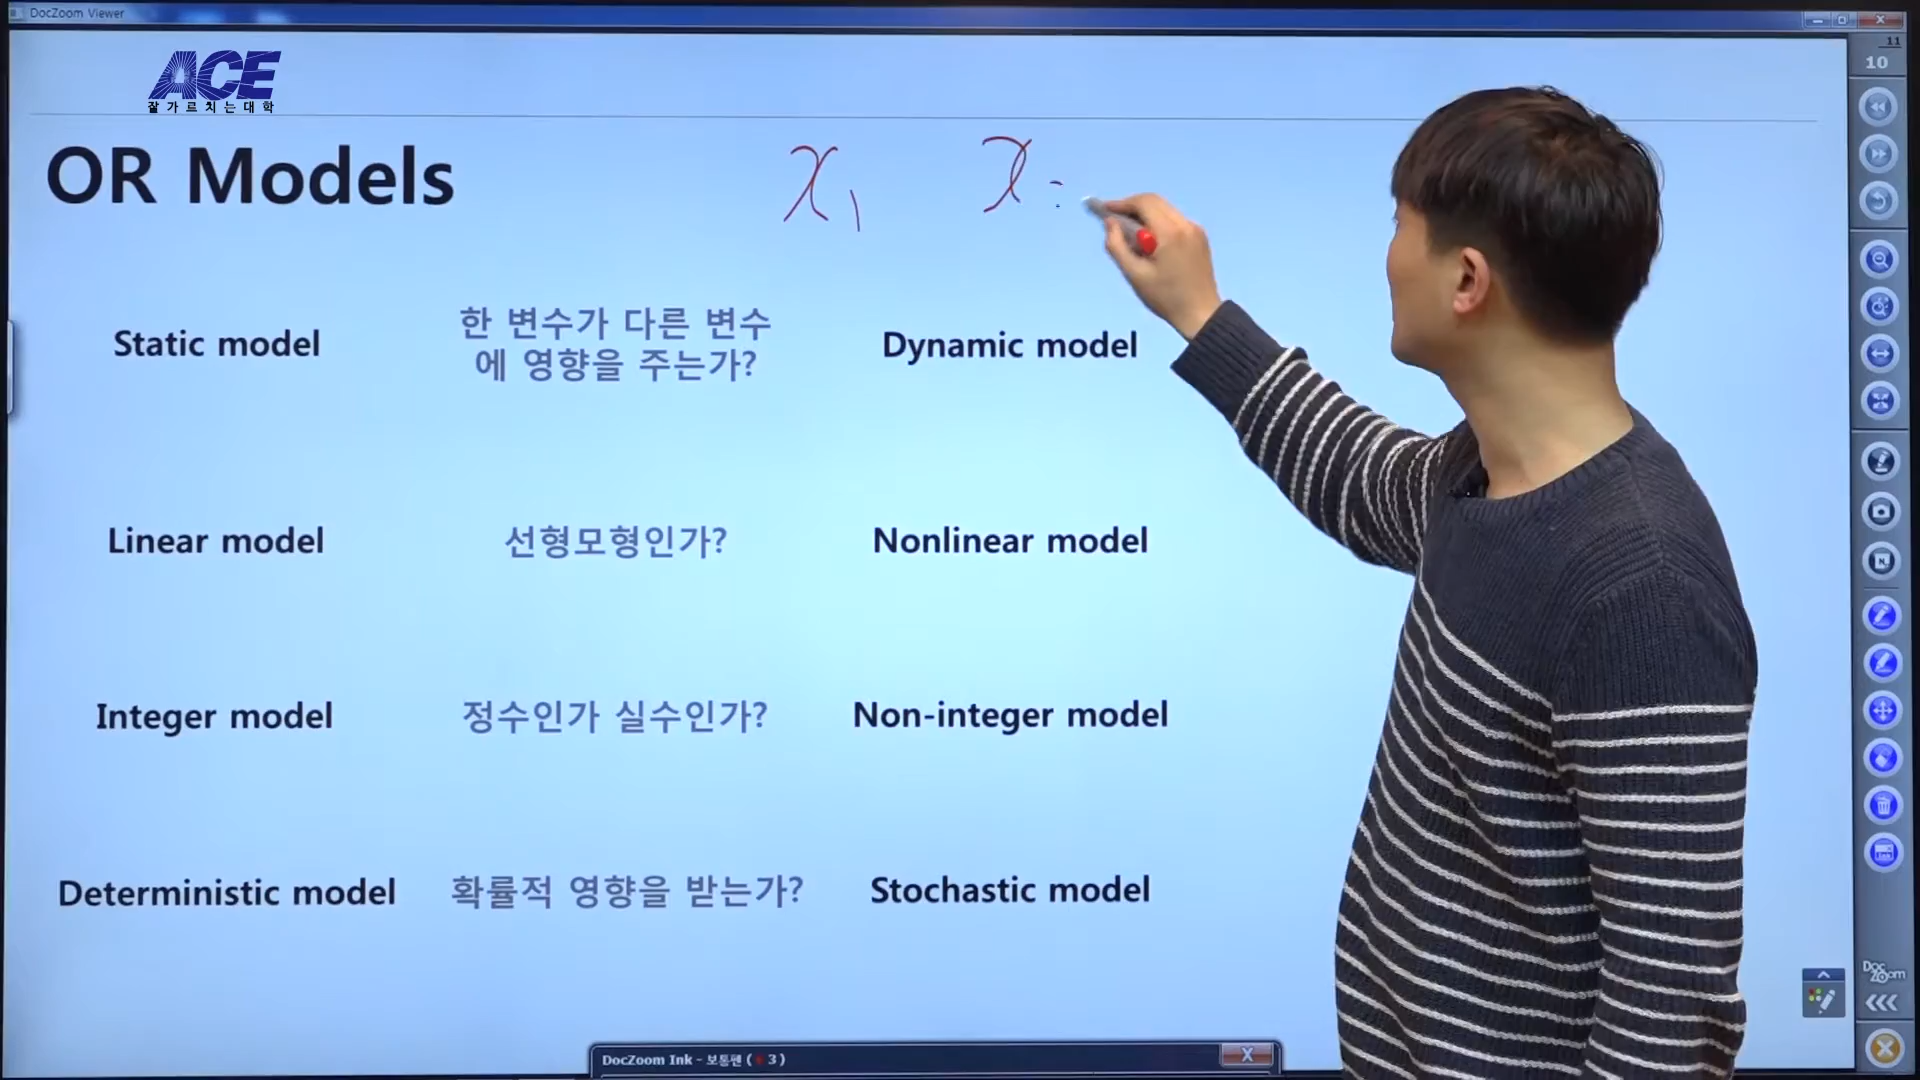 DocZoom Viewer
11
10
ACE
잘가르치는대학
OR Models
x₁ x
Static model 한 변수가 다른 변수에 영향을 주는가? Dynamic model
Linear model 선형모형인가? Nonlinear model
Integer model 정수인가 실수인가? Non-integer model
Deterministic model 확률적 영향을 받는가? Stochastic model
Doc
Zoom
DocZoom Ink - 보통펜 ( 3 )
X